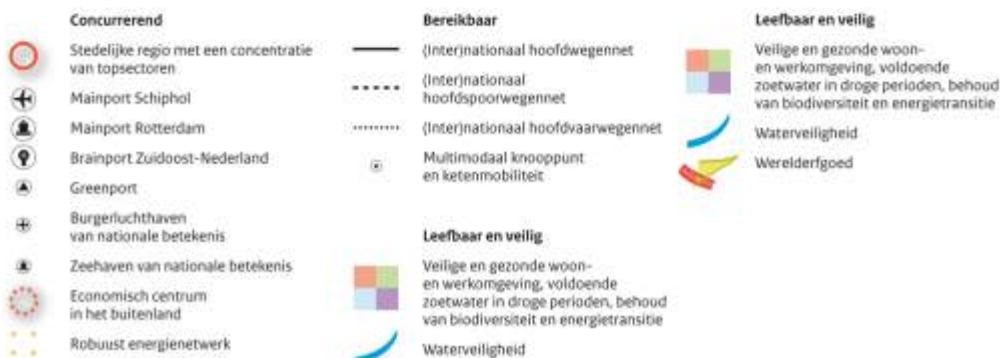 Concurrerend
Stedelijke regio met een concentratie
van topsectoren
Mainport Schiphol
Mainport Rotterdam
Brainport Zuidoost-Nederland
Greenport
Burgerluchthaven
van nationale betekenis
Zeehaven van nationale betekenis
Economisch centrum
in het buitenland
Robuust energienetwerk
Bereikbaar
(Inter)nationaal hoofdwegennet
(Inter)nationaal
hoofdspoorwegennet
(Inter)nationaal hoofdvaarwegennet
Multimodaal knooppunt
en ketenmobiliteit
Leefbaar en veilig
Veilige en gezonde woon-
en werkomgeving, voldoende
zoetwater in droge perioden, behoud
van biodiversiteit en energietransitie
Waterveiligheid
Leefbaar en veilig
Veilige en gezonde woon-
en werkomgeving, voldoende
zoetwater in droge perioden, behoud
van biodiversiteit en energietransitie
Waterveiligheid
Werelderfgoed